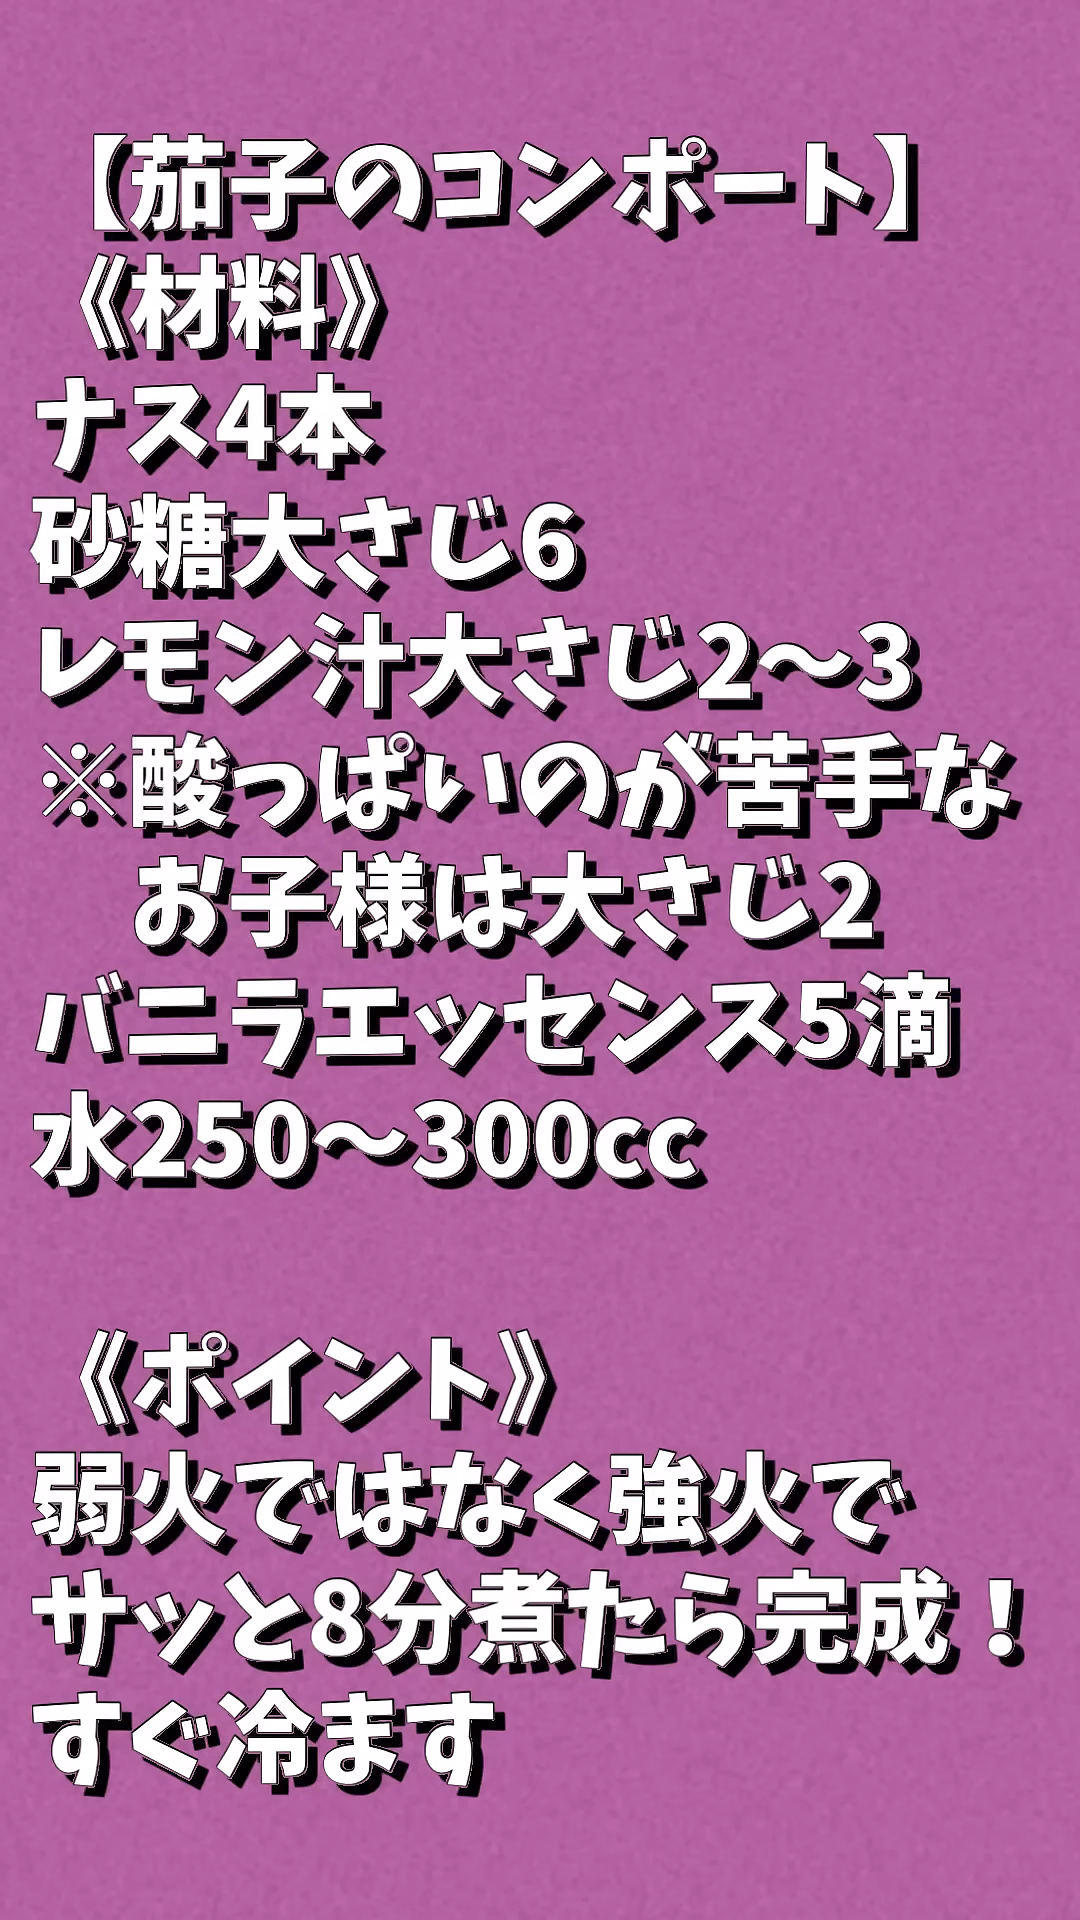 【茄子のコンポート】
《材料》
ナス4本
砂糖大さじ6
レモン汁大さじ2〜3
※酸っぱいのが苦手な
お子様は大さじ2
バニラエッセンス5滴
水250〜300cc
《ポイント》
弱火ではなく強火で
サッと8分煮たら完成！
すぐ冷ます